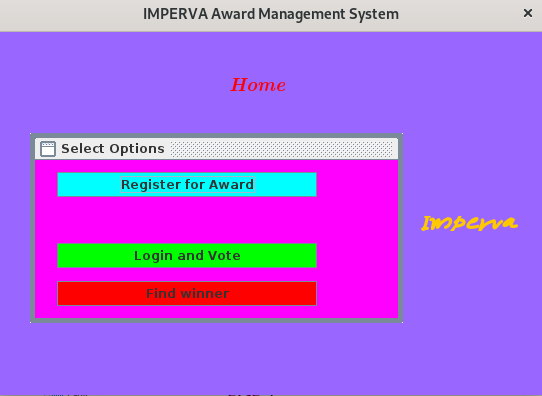 IMPERVA Award Management System
Home
Select Options
Register for Award
Login and Vote
Imperva
Find winner